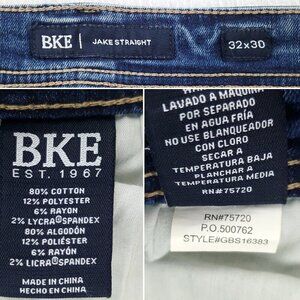 BKE | JAKE STRAIGHT
32x30
BKE
EST. 1967
80% COTTON
12% POLYESTER
6% RAYON
2% LYCRA®SPANDEX
80% ALGODÓN
12% POLIÉSTER
6% RAYON
2% LICRA®SPANDEX
MADE IN CHINA
HECHO EN CHINA
LAVADO A MAQUINA
POR SEPARADO
EN AGUA FRÍA
NO USE BLANQUEADOR
CON CLORO
SECAR A
TEMPERATURA BAJA
PLANCHAR A
TEMPERATURA MEDIA
RN#75720
RN#75720
P.O.500762
STYLE#GBS16383